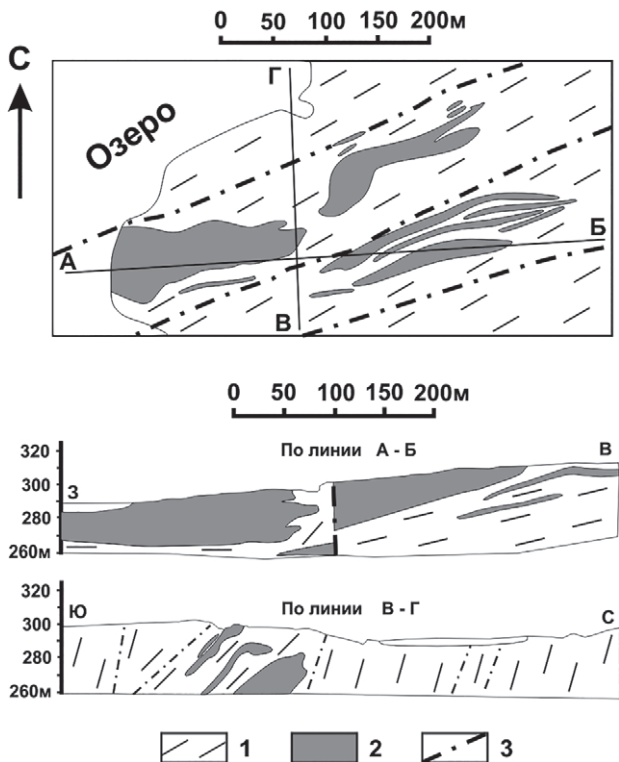 0 50 100 150 200м
С
Г
Озеро
А
Б
В
0 50 100 150 200м
По линии А - Б
320
300
280
260м
З
В
По линии В - Г
320
300
280
260м
Ю
С
1 2 3